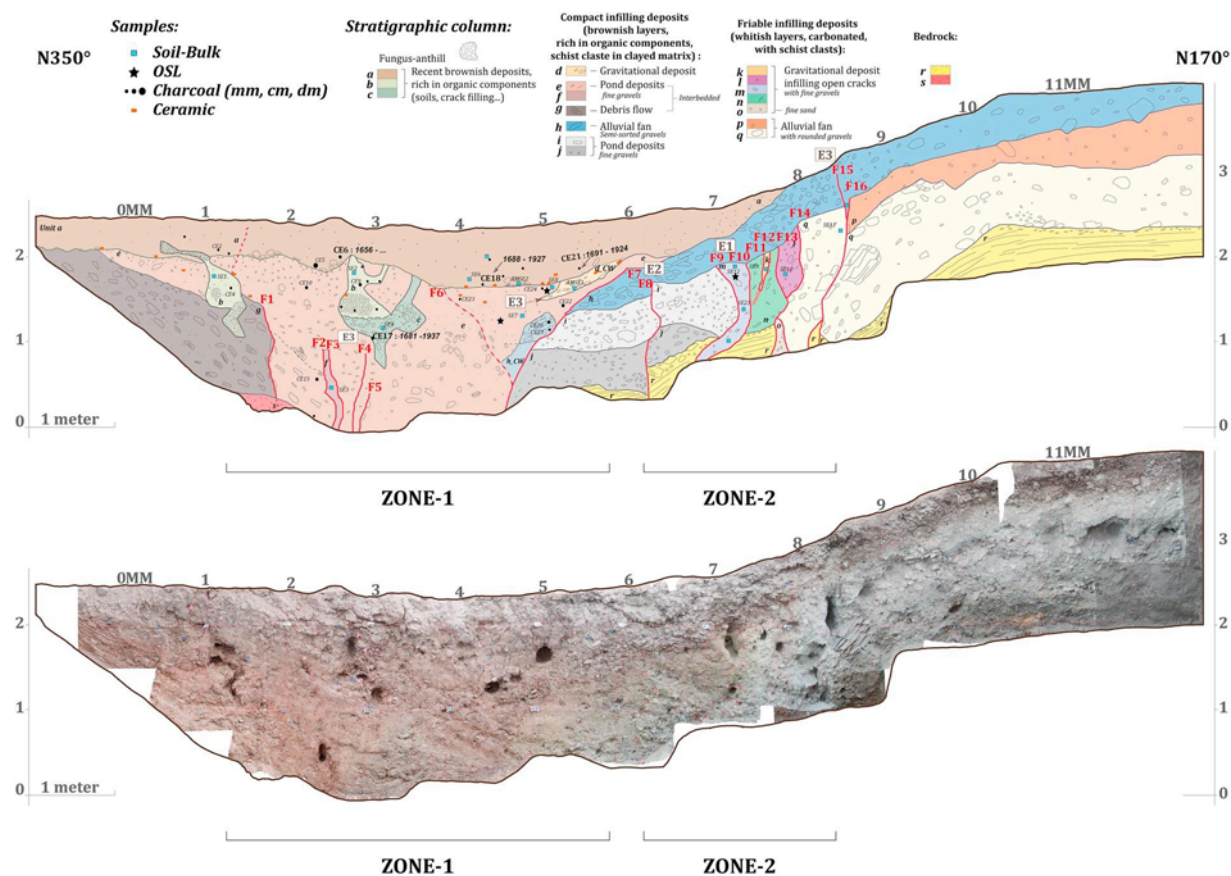 Samples:
Soil-Bulk
OSL
Charcoal (mm, cm, dm)
Ceramic
N350°
Stratigraphic column:
Fungus-anthill
a
b
c
Recent brownish deposits,
rich in organic components
(soils, crack filling...)
Compact infilling deposits
(brownish layers,
rich in organic components,
schist claste in clayed matrix) :
d
Gravitational deposit
e
Pond deposits
f
fine gravels
Interbedded
g
Debris flow
h
Alluvial fan
Semi-sorted gravels
i
Pond deposits
j
fine gravels
Friable infilling deposits
(whitish layers, carbonated,
with schist clasts):
k
Gravitational deposit
l
infilling open cracks
m
with fine gravels
n
o
fine sand
p
Alluvial fan
q
with rounded gravels
Bedrock:
r
s
N170°
0MM 1 2 3 4 5 6 7 8 9 10 11MM
Unit a
a
a
CE6 : 1656 - ...
1688 - 1927
CE21 : 1691 - 1924
CE18*
d_CW
CE17 : 1681 -1937
h_CW
E3
E3
E2
E1
E3
F1
F2
F3
F4
F5
F6
F7
F8
F9
F10
F11
F12
F13
F14
F15
F16
e
g
b
b
b
c
f
e
e
h
i
j
j
m
k
n
o
q
q
p
r
r
r
r
r
r
s
2
1
0
1 meter
3
2
1
0
ZONE-1
ZONE-2
0MM 1 2 3 4 5 6 7 8 9 10 11MM
2
1
0
1 meter
3
2
1
0
ZONE-1
ZONE-2